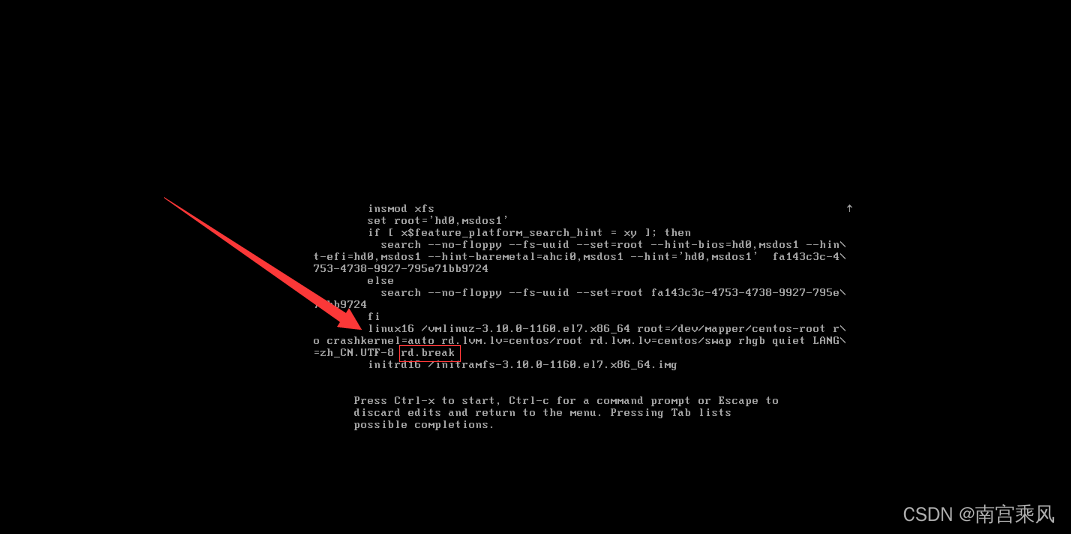 insmod xfs
set root='hd0,msdos1'
if [ x$feature_platform_search_hint = xy ]; then
search --no-floppy --fs-uuid --set=root --hint-bios=hd0,msdos1 --hin\
t-efi=hd0,msdos1 --hint-baremetal=ahci0,msdos1 --hint='hd0,msdos1'  fa143c3c-4\
753-4738-9927-795e71bb9724
else
search --no-floppy --fs-uuid --set=root fa143c3c-4753-4738-9927-795e\
71bb9724
fi
linux16 /vmlinuz-3.10.0-1160.el7.x86_64 root=/dev/mapper/centos-root r\
o crashkernel=auto rd.lvm.lv=centos/root rd.lvm.lv=centos/swap rhgb quiet LANG\
=zh_CN.UTF-8 rd.break
initrd16 /initramfs-3.10.0-1160.el7.x86_64.img
Press Ctrl-x to start, Ctrl-c for a command prompt or Escape to
discard edits and return to the menu. Pressing Tab lists
possible completions.
CSDN @南宫乘风